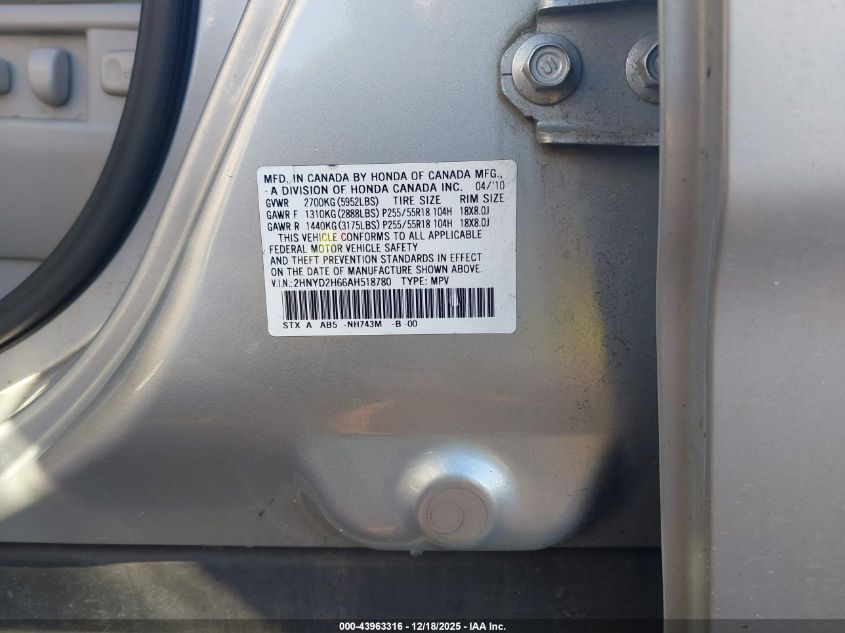 MFD. IN CANADA BY HONDA OF CANADA MFG.,
A DIVISION OF HONDA CANADA INC. 04/'10
GVWR 2700KG(5952LBS) TIRE SIZE RIM SIZE
GAWR F 1310KG(2888LBS) P255/55R18 104H 18X8.0J
GAWR R 1440KG(3175LBS) P255/55R18 104H 18X8.0J
THIS VEHICLE CONFORMS TO ALL APPLICABLE
FEDERAL MOTOR VEHICLE SAFETY
AND THEFT PREVENTION STANDARDS IN EFFECT
ON THE DATE OF MANUFACTURE SHOWN ABOVE.
V.I.N.: 2HNYD2H66AH518780 TYPE: MPV
STX A AB5 -NH743M -B -00
000-43963316 - 12/18/2025 - IAA Inc.